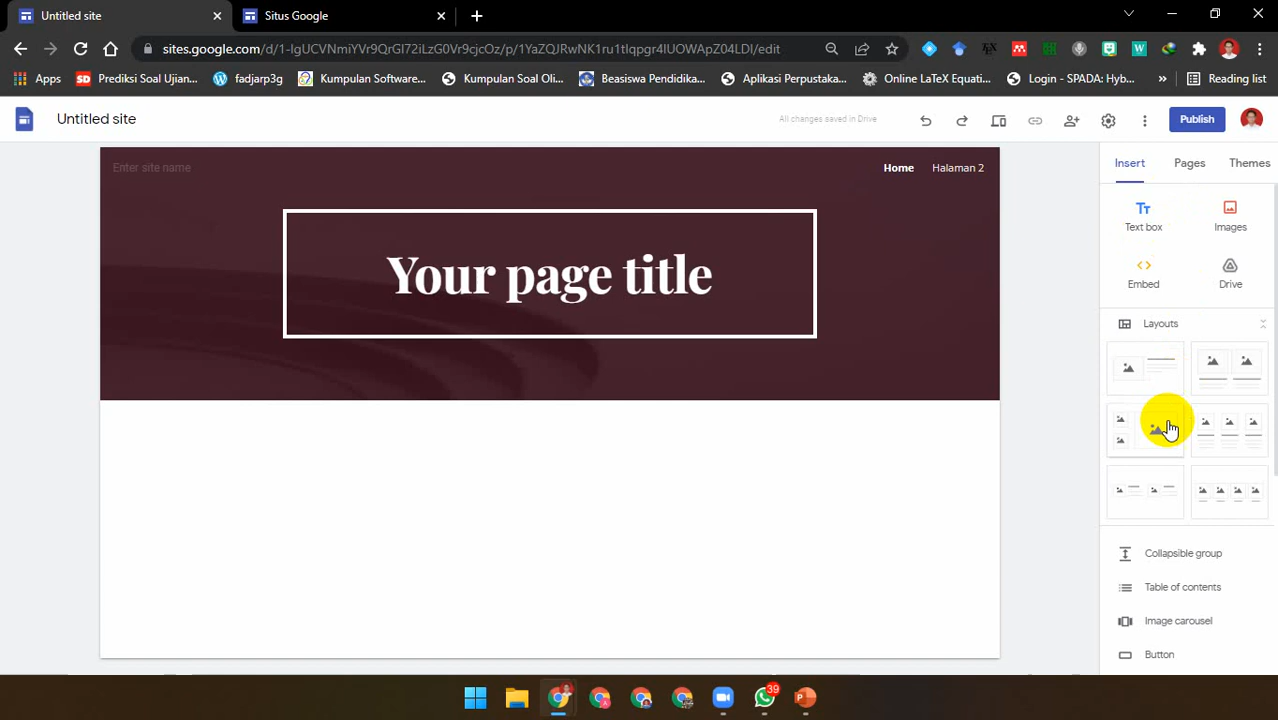 Untitled site
Situs Google
sites.google.com/d/1-IgUCVNmiYVr9QrGl72iLzG0Vr9cjcOz/p/1YaZQJRwNK1ru1tlqpgr4lUOWApZ04LDl/edit
Apps
Prediksi Soal Ujian...
fadjarp3g
Kumpulan Software...
Kumpulan Soal Oli...
Beasiswa Pendidika...
Aplikasi Perpustaka...
Online LaTeX Equati...
Login - SPADA: Hyb...
»
Reading list
Untitled site
All changes saved in Drive
Publish
Enter site name
Home
Halaman 2
Your page title
Insert
Pages
Themes
Text box
Images
Embed
Drive
Layouts
Collapsible group
Table of contents
Image carousel
Button
39